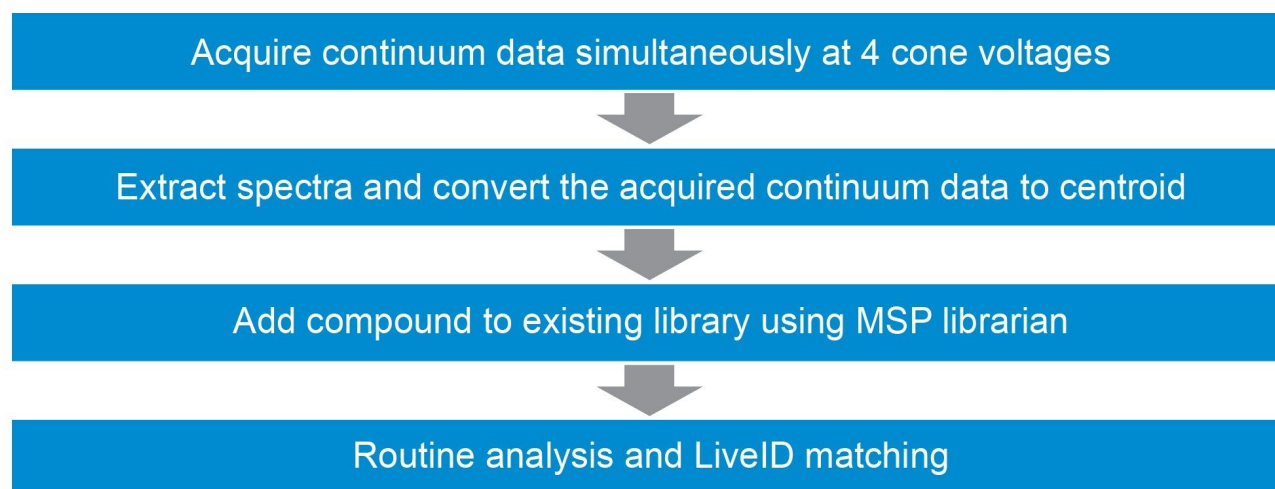 Acquire continuum data simultaneously at 4 cone voltages
Extract spectra and convert the acquired continuum data to centroid
Add compound to existing library using MSP librarian
Routine analysis and LiveID matching